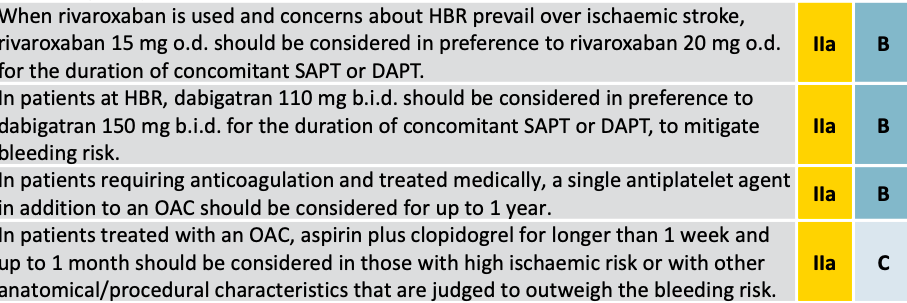 When rivaroxaban is used and concerns about HBR prevail over ischaemic stroke,
rivaroxaban 15 mg o.d. should be considered in preference to rivaroxaban 20 mg o.d.
for the duration of concomitant SAPT or DAPT.
IIa
B
In patients at HBR, dabigatran 110 mg b.i.d. should be considered in preference to
dabigatran 150 mg b.i.d. for the duration of concomitant SAPT or DAPT, to mitigate
bleeding risk.
IIa
B
In patients requiring anticoagulation and treated medically, a single antiplatelet agent
in addition to an OAC should be considered for up to 1 year.
IIa
B
In patients treated with an OAC, aspirin plus clopidogrel for longer than 1 week and
up to 1 month should be considered in those with high ischaemic risk or with other
anatomical/procedural characteristics that are judged to outweigh the bleeding risk.
IIa
C